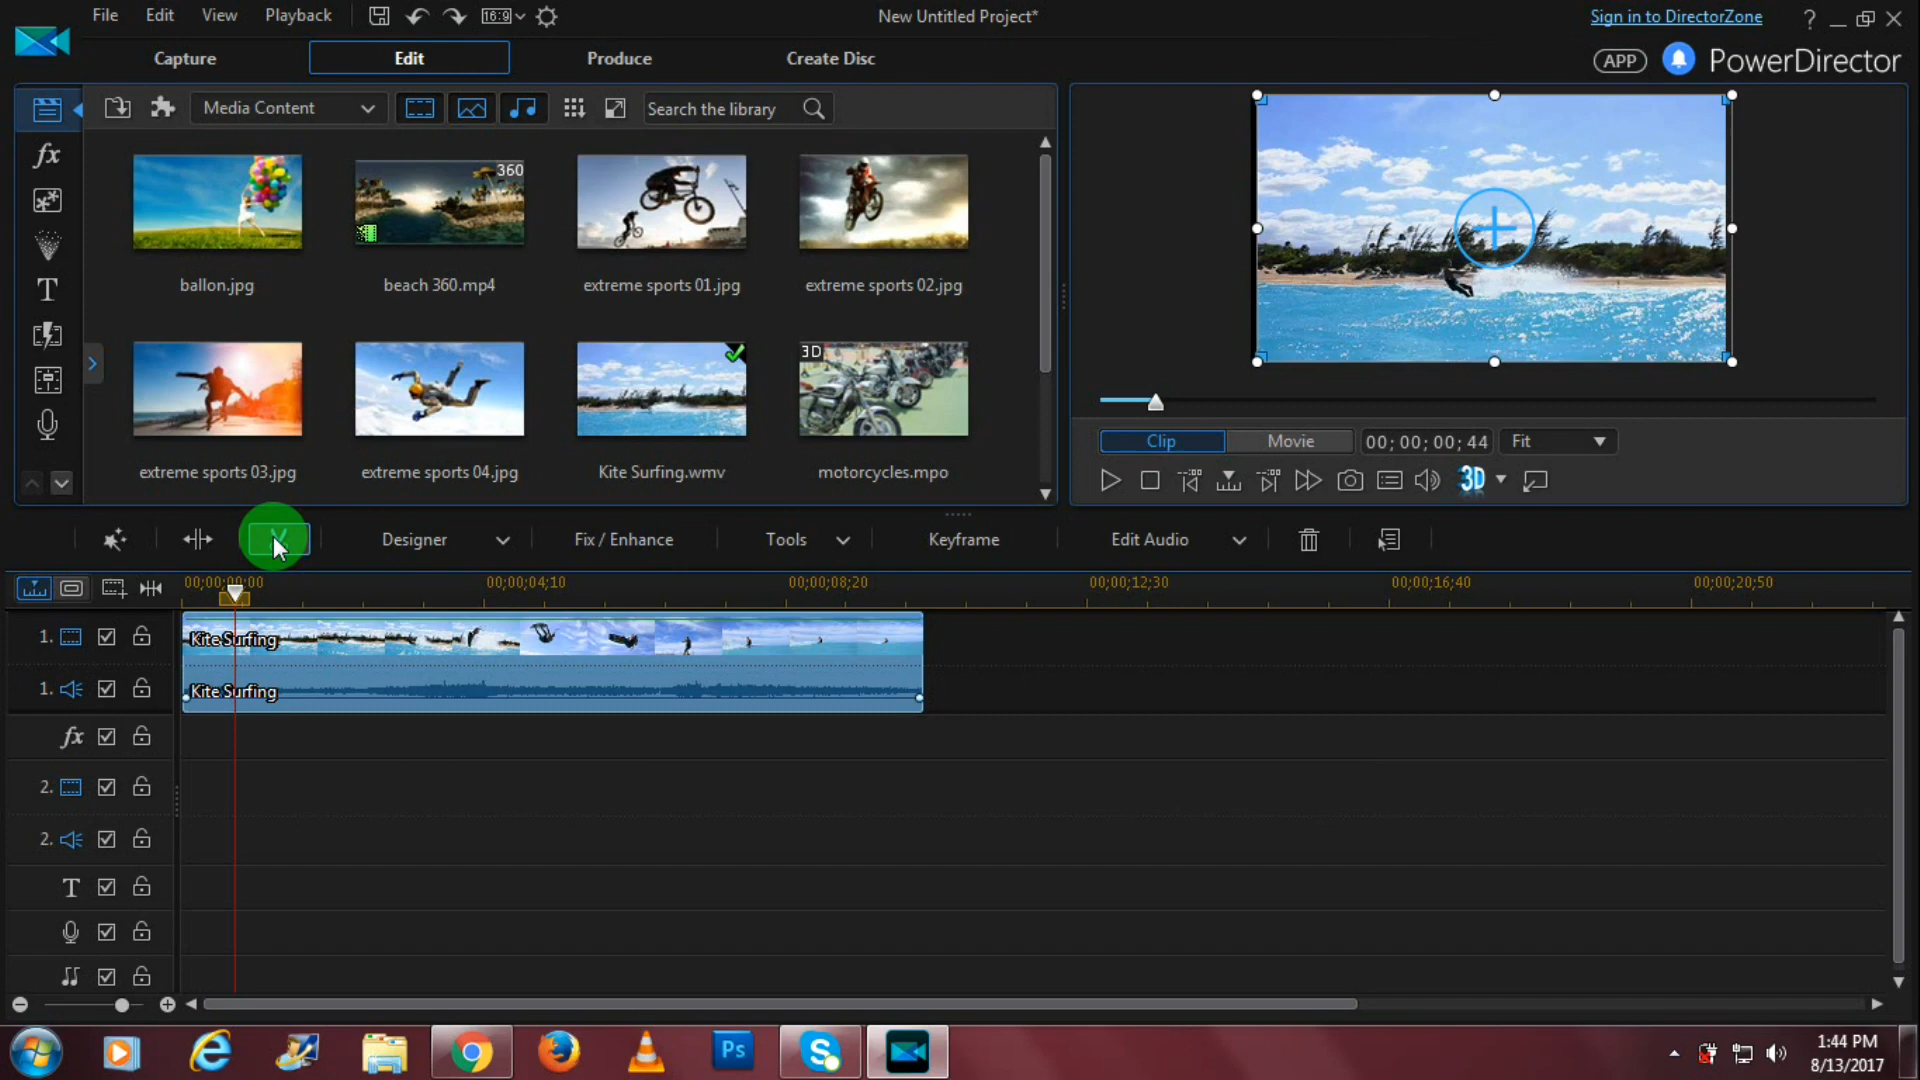 File Edit View Playback 16:9 New Untitled Project* Sign in to DirectorZone ?
Capture Edit Produce Create Disc APP PowerDirector
Media Content Search the library
fx
360
ballon.jpg beach 360.mp4 extreme sports 01.jpg extreme sports 02.jpg
T
3D
extreme sports 03.jpg extreme sports 04.jpg Kite Surfing.wmv motorcycles.mpo
Clip Movie 00; 00; 00; 44 Fit
3D
Designer Fix / Enhance Tools Keyframe Edit Audio
00;00;00;00 00;00;04;10 00;00;08;20 00;00;12;30 00;00;16;40 00;00;20;50
1. Kite Surfing
1. Kite Surfing
fx
2.
2.
T
Ps
1:44 PM
8/13/2017